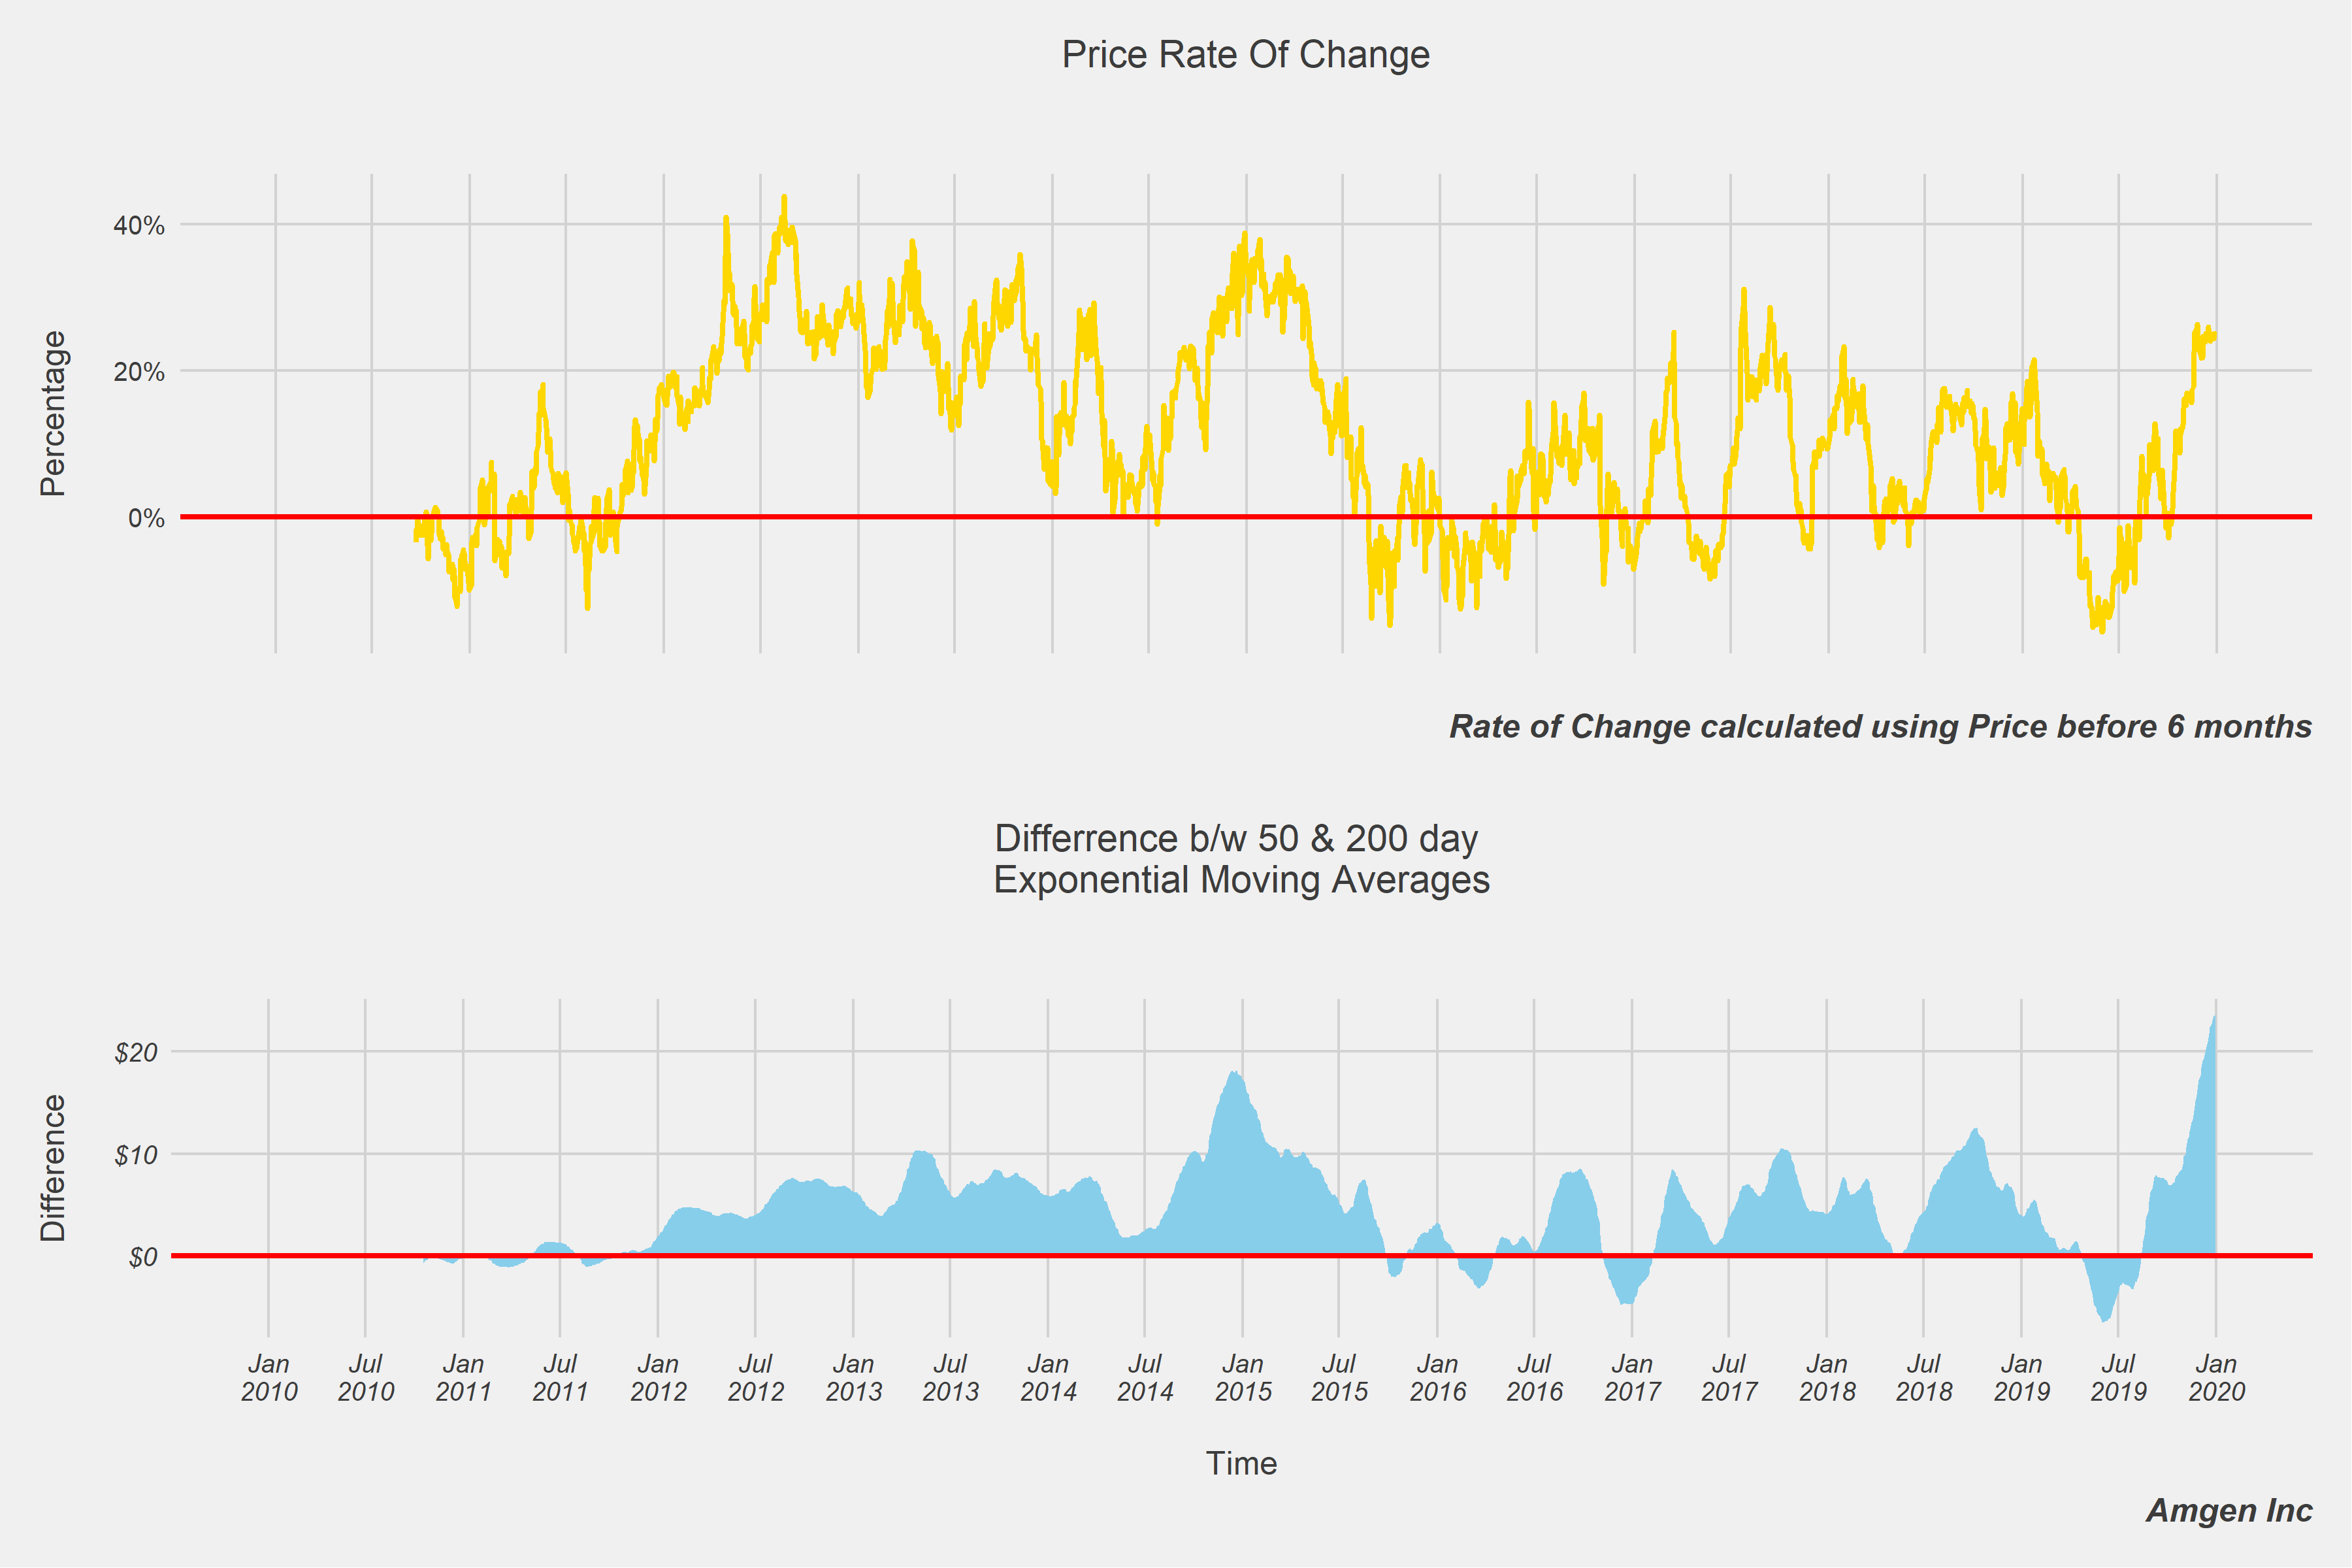 Price Rate Of Change
Percentage
40%
20%
0%
Rate of Change calculated using Price before 6 months
Differrence b/w 50 & 200 day
Exponential Moving Averages
Difference
$20
$10
$0
Jan Jul Jan Jul Jan Jul Jan Jul Jan Jul Jan Jul Jan Jul Jan Jul Jan Jul Jan Jul Jan
2010 2010 2011 2011 2012 2012 2013 2013 2014 2014 2015 2015 2016 2016 2017 2017 2018 2018 2019 2019 2020
Time
Amgen Inc